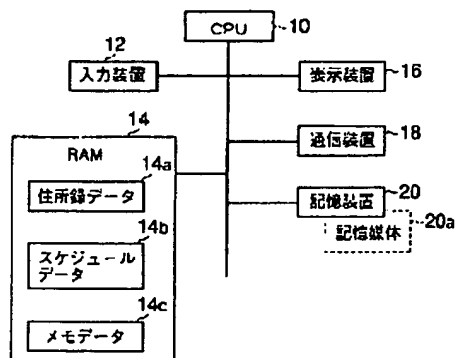 CPU
10
12
入力装置
表示装置
16
14
RAM
14a
住所録データ
14b
スケジュール
データ
14c
メモデータ
通信装置
18
記憶装置
20
記憶媒体
20a